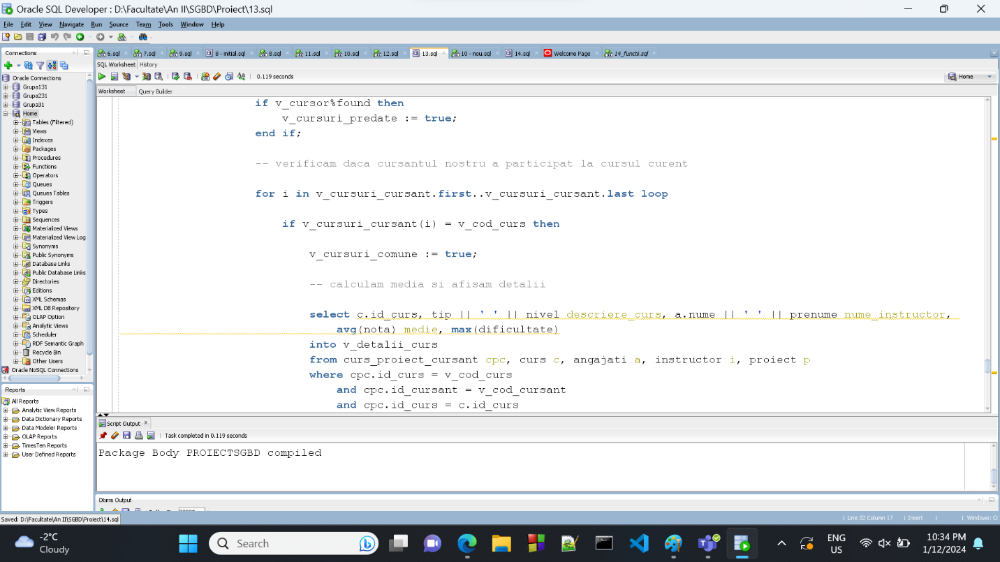 Oracle SQL Developer : D:\Facultate\An II\SGBD\Proiect\13.sql
File Edit View Navigate Run Source Team Tools Window Help
Connections
6.sql 7.sql 9.sql 8 - initial.sql 8.sql 11.sql 10.sql 12.sql 13.sql 10 - nou.sql 14.sql Welcome Page 14_functii.sql
SQL Worksheet History
0.119 seconds
Home
Worksheet Query Builder
Oracle Connections
Grupa131
Grupa231
Grupa31
Home
Tables (Filtered)
Views
Indexes
Packages
Procedures
Functions
Operators
Queues
Queues Tables
Triggers
Types
Sequences
Materialized Views
Materialized View Log
Synonyms
Public Synonyms
Database Links
Public Database Links
Directories
Editions
XML Schemas
XML DB Repository
OLAP Option
Analytic Views
Scheduler
RDF Semantic Graph
Recycle Bin
Other Users
Oracle NoSQL Connections
if v_cursor%found then
v_cursuri_predate := true;
end if;
-- verificam daca cursantul nostru a participat la cursul curent
for i in v_cursuri_cursant.first..v_cursuri_cursant.last loop
if v_cursuri_cursant(i) = v_cod_curs then
v_cursuri_comune := true;
-- calculam media si afisam detalii
select c.id_curs, tip || ' ' || nivel descriere_curs, a.nume || ' ' || prenume nume_instructor,
avg(nota) medie, max(dificultate)
into v_detalii_curs
from curs_proiect_cursant cpc, curs c, angajati a, instructor i, proiect p
where cpc.id_curs = v_cod_curs
and cpc.id_cursant = v_cod_cursant
and cpc.id_curs = c.id_curs
Reports
All Reports
Analytic View Reports
Data Dictionary Reports
Data Modeler Reports
OLAP Reports
TimesTen Reports
User Defined Reports
Script Output
Task completed in 0.119 seconds
Package Body PROIECTSGBD compiled
Dbms Output
Saved: D:\Facultate\An II\SGBD\Proiect\14.sql
Line 32 Column 17 Insert Windows: C
-2°C
Cloudy
Search
ENG
US
10:34 PM
1/12/2024